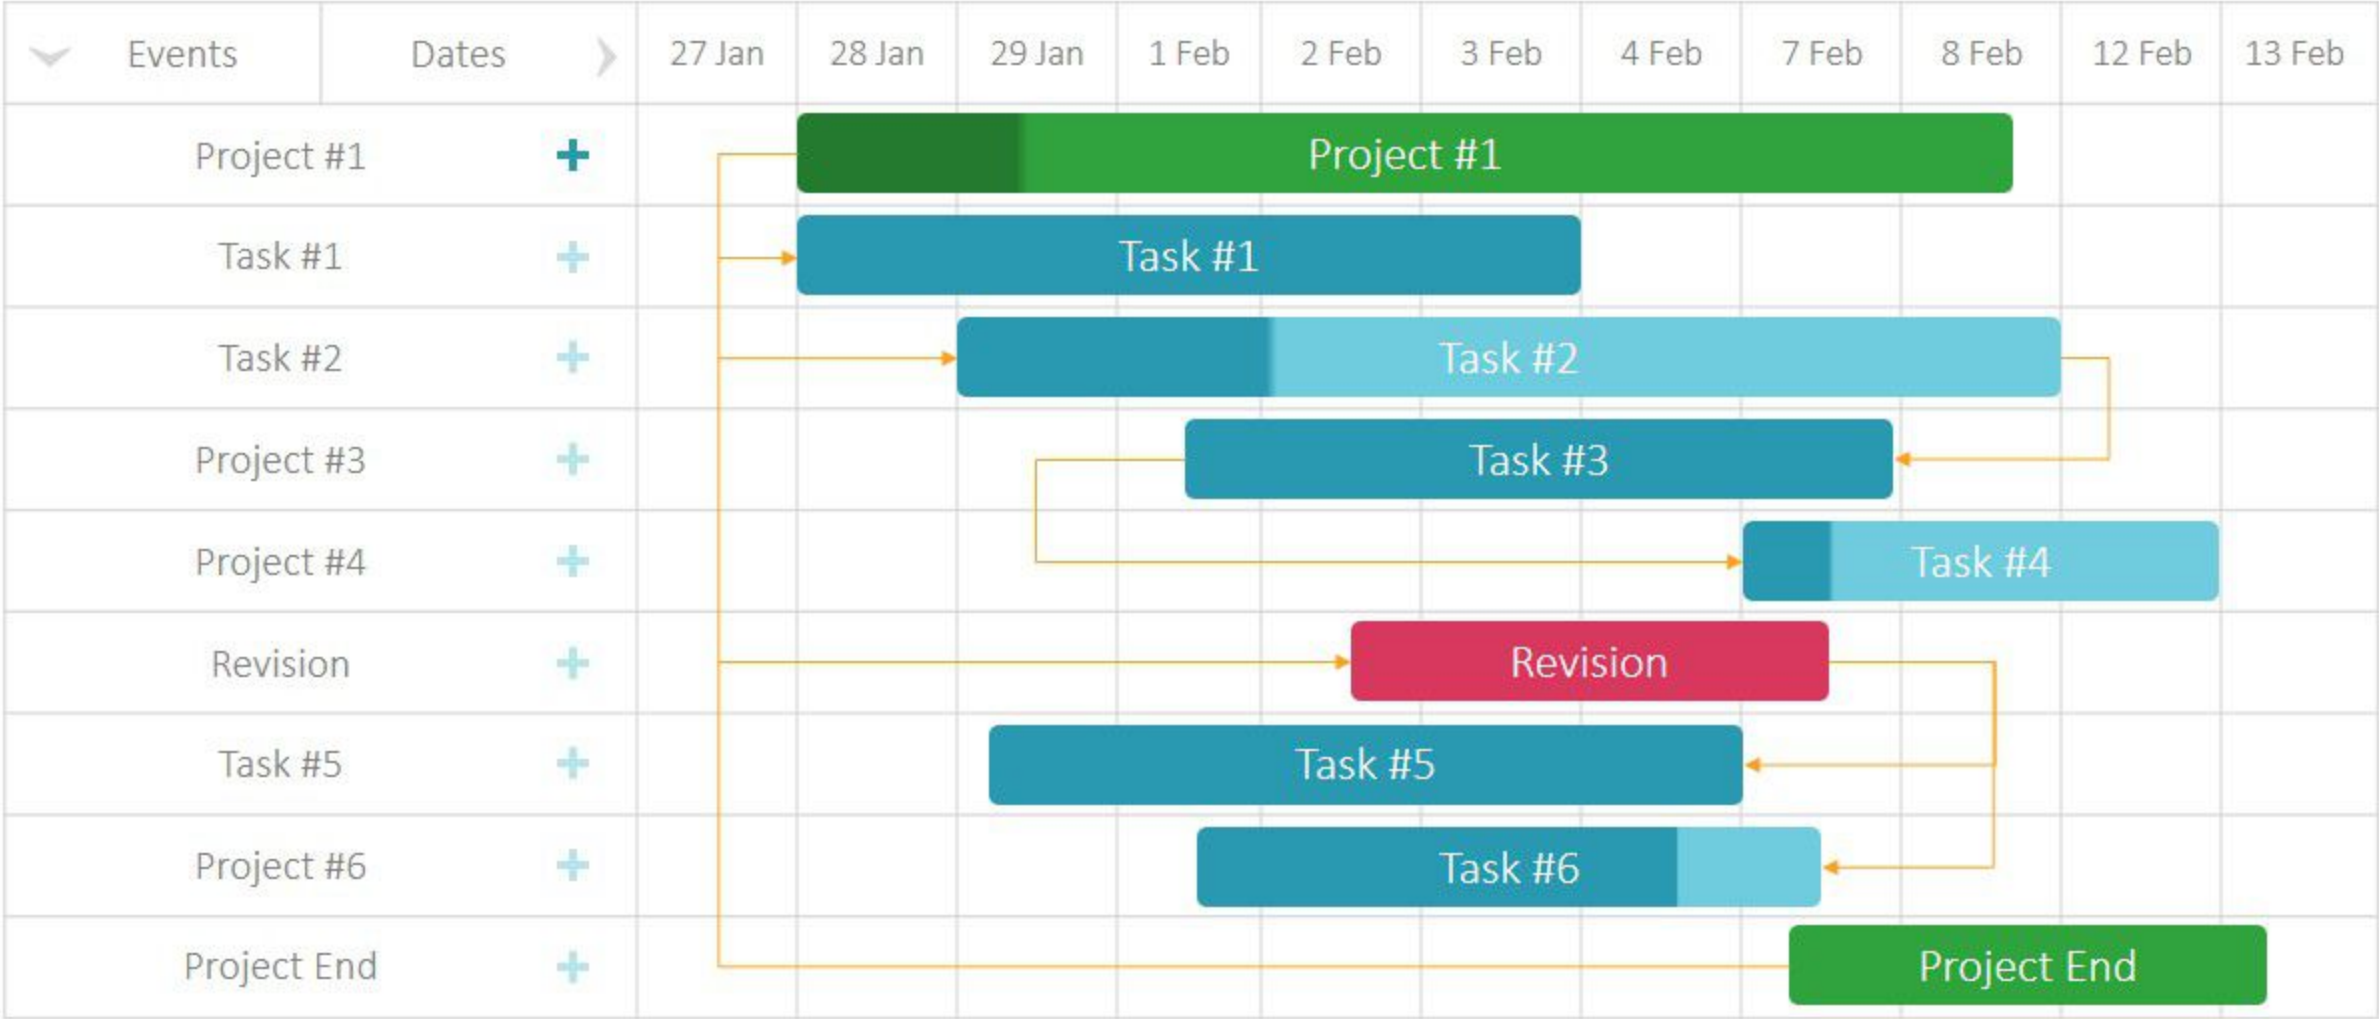 Events Dates 27 Jan 28 Jan 29 Jan 1 Feb 2 Feb 3 Feb 4 Feb 7 Feb 8 Feb 12 Feb 13 Feb
Project #1 Project #1
Task #1 Task #1
Task #2 Task #2
Project #3 Task #3
Project #4 Task #4
Revision Revision
Task #5 Task #5
Project #6 Task #6
Project End Project End